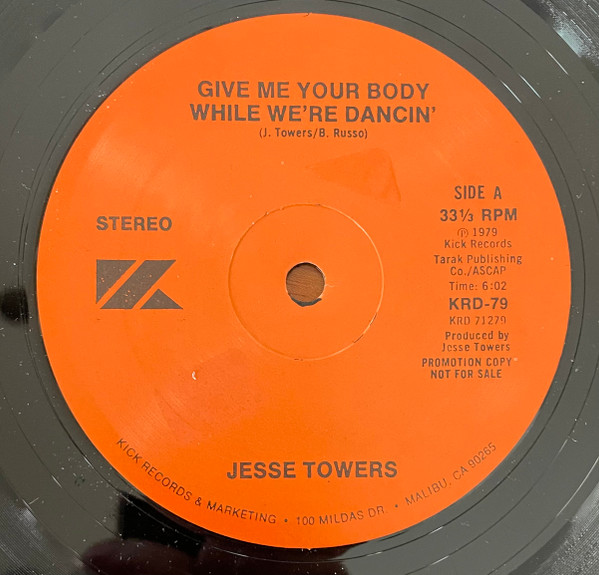 GIVE ME YOUR BODY
WHILE WE'RE DANCIN'
(J. Towers/B. Russo)
STEREO
SIDE A
33⅓ RPM
℗ 1979
Kick Records
Tarak Publishing
Co./ASCAP
Time: 6:02
KRD-79
KRD 71279
Produced by
Jesse Towers
PROMOTION COPY
NOT FOR SALE
JESSE TOWERS
KICK RECORDS & MARKETING • 100 MILDAS DR. • MALIBU, CA 90265